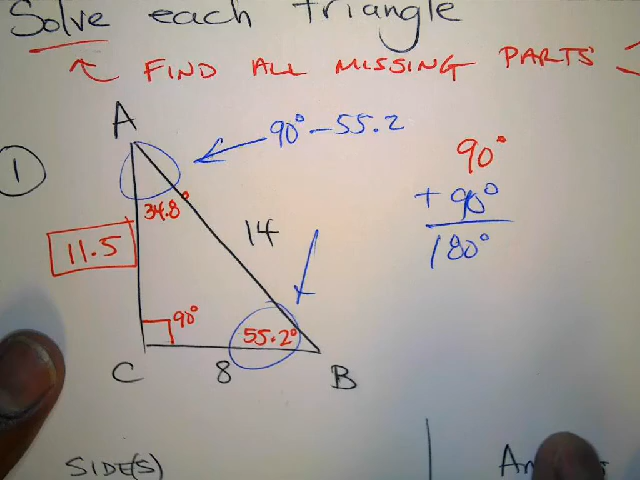 Solve each triangle
FIND ALL MISSING PARTS
A
90° - 55.2
1
90°
+ 90°
180°
34.8°
14
11.5
90°
55.2°
C
8
B
SIDE(S)